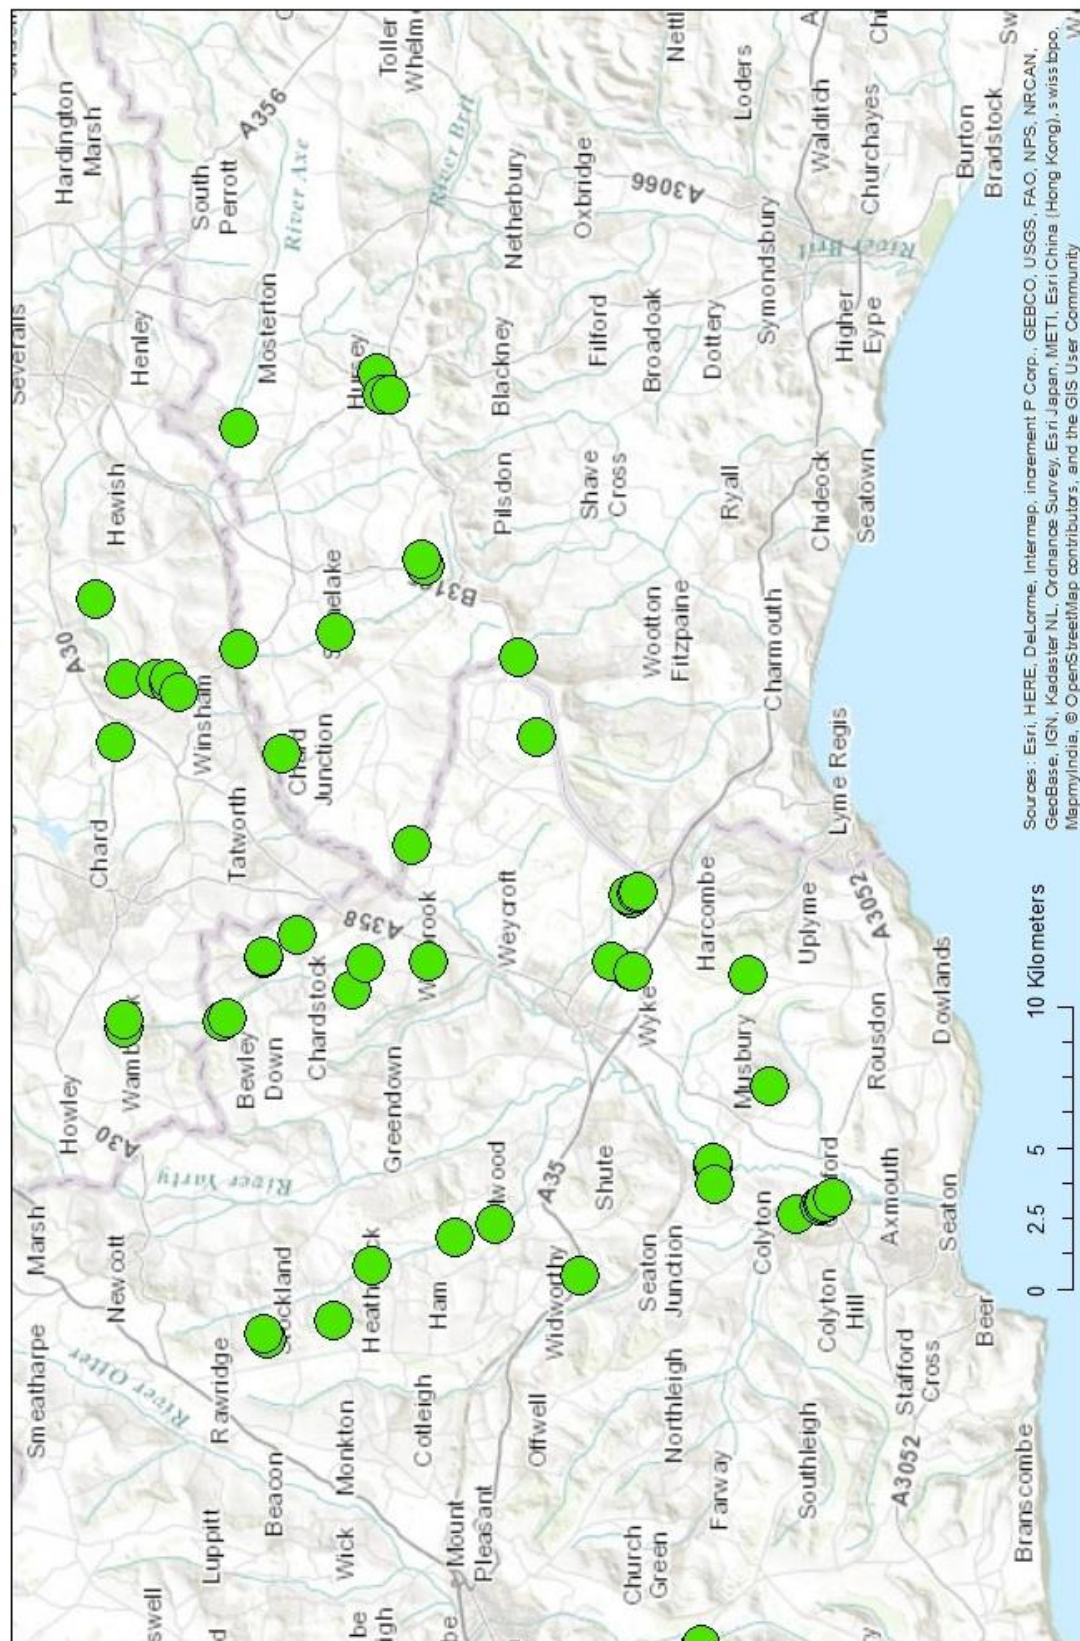 Severalls
Smeatharpe
Marsh
Howley
A30
Chard
A30
Hewish
Henley
Hardington
Marsh
Newcott
River Otter
Winsham
South
Perrott
A356
Luppitt
Rawridge
River Yarty
Bewley
Down
Tatworth
Mosterton
River Axe
Beacon
Chardstock
Junction
Wick
Monkton
Greendown
A358
Toller
Cotleigh
Ham
River Brit
B31
Mount
Pleasant
Weycroft
Pilsdon
Blackney
Netherbury
Offwell
Widworthy
A35
Shute
Shave
Cross
Filford
Oxbridge
Church
Green
Northleigh
Seaton
Junction
Wyke
Wootton
Fitzpaine
Broadoak
A3066
Farway
Musbury
Harcombe
Ryall
Dottery
Loders
Colyton
Charmouth
Symondsbury
Southleigh
Colyton
Hill
Uplyme
Lyme Regis
Chideock
Walditch
Higher
Eype
Churchayes
A3052
Stafford
Cross
Axmouth
Rousdon
A3052
Seatown
River Brit
Seaton
Dowlands
Beer
Burton
Bradstock
Branscombe
0 2.5 5 10 Kilometers
Sources: Esri, HERE, DeLorme, Intermap, increment P Corp., GEBCO, USGS, FAO, NPS, NRCAN,
GeoBase, IGN, Kadaster NL, Ordnance Survey, Esri Japan, METI, Esri China (Hong Kong), swisstopo,
MapmyIndia, © OpenStreetMap contributors, and the GIS User Community